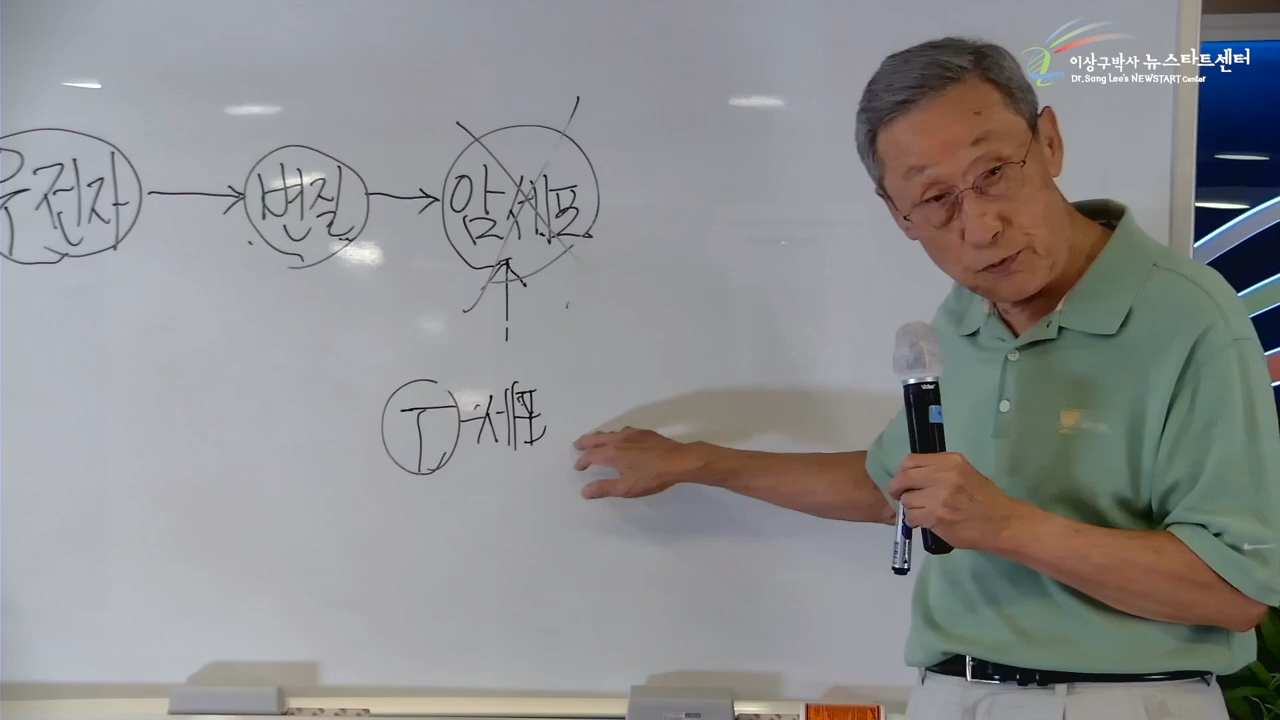 이상구박사 뉴스타트센터
Dr. Sang Lee's NEWSTART Center
유전자 → 변질 → 암세포
T-세포